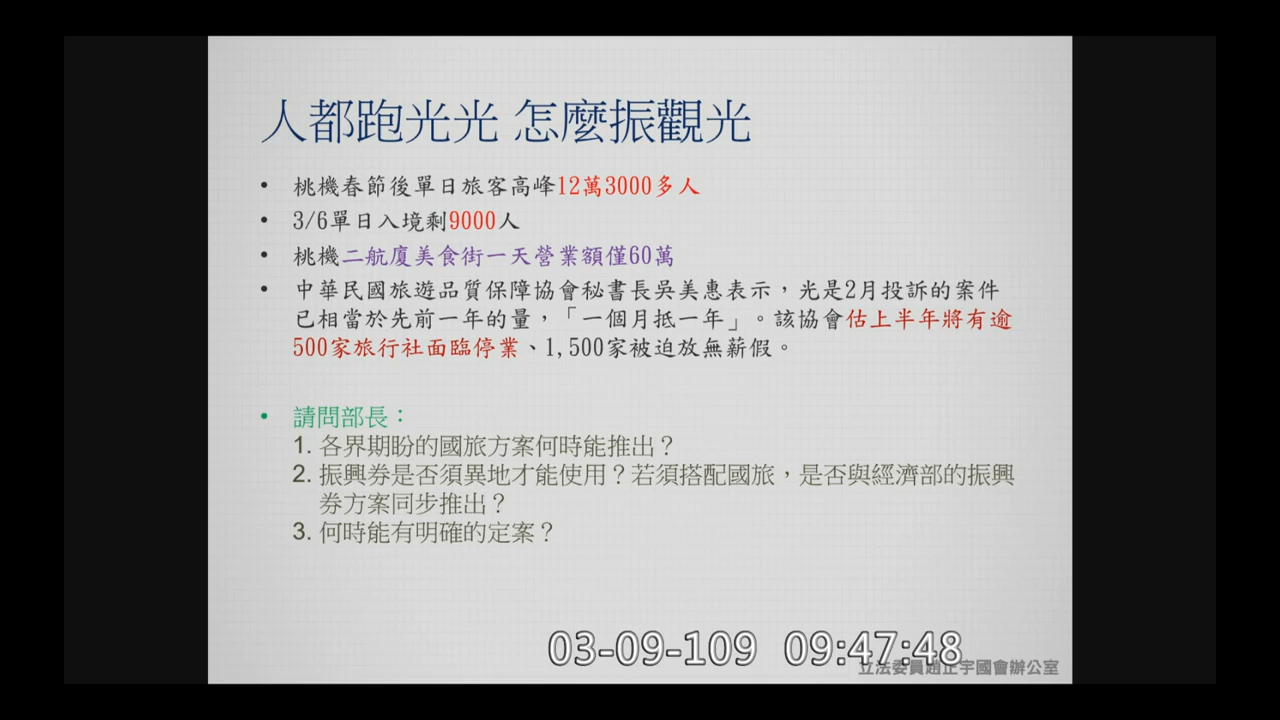 人都跑光光 怎麼振觀光
• 桃機春節後單日旅客高峰12萬3000多人
• 3/6單日入境剩9000人
• 桃機二航廈美食街一天營業額僅60萬
• 中華民國旅遊品質保障協會秘書長吳美惠表示，光是2月投訴的案件
已相當於先前一年的量，「一個月抵一年」。該協會估上半年將有逾
500家旅行社面臨停業、1,500家被迫放無薪假。
• 請問部長：
1. 各界期盼的國旅方案何時能推出？
2. 振興券是否須異地才能使用？若須搭配國旅，是否與經濟部的振興
券方案同步推出？
3. 何時能有明確的定案？
03-09-109 09:47:48
立法委員趙正宇國會辦公室